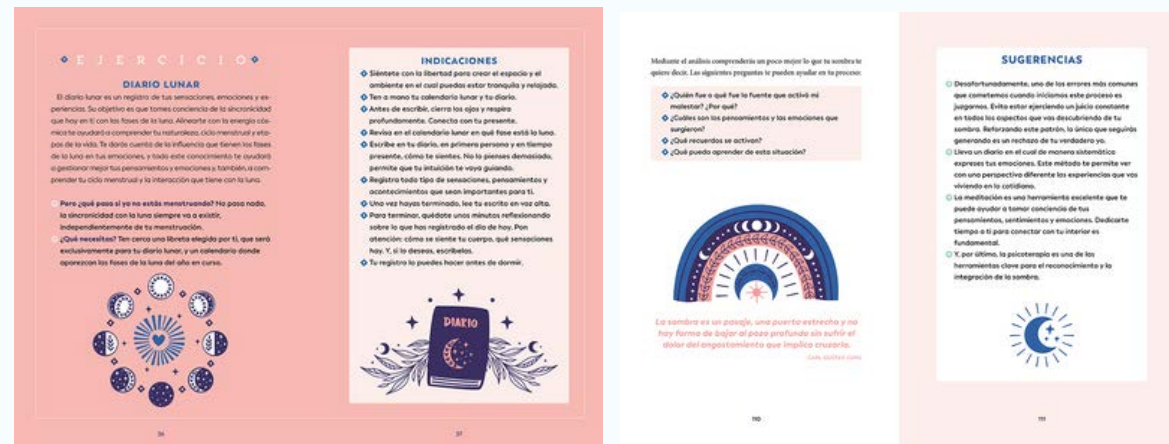 EJERCICIO
DIARIO LUNAR
El diario lunar es un registro de tus sensaciones, emociones y ex-
periencias. Su objetivo es que tomes conciencia de la sincronicidad
que hay en ti con las fases de la luna. Alinearte con la energía cós-
mica te ayudará a comprender tu naturaleza, ciclo menstrual y eta-
pas de la vida. Te darás cuenta de la influencia que tienen las fases
de la luna en tus emociones, y todo este conocimiento te ayudará
a gestionar mejor tus pensamientos y emociones y, también, a com-
prender tu ciclo menstrual y la interacción que tiene con la luna.
Pero ¿qué pasa si ya no estás menstruando? No pasa nada,
la sincronicidad con la luna siempre va a existir,
independientemente de tu menstruación.
¿Qué necesitas? Ten cerca una libreta elegida por ti, que será
exclusivamente para tu diario lunar, y un calendario donde
aparezcan las fases de la luna del año en curso.
36
INDICACIONES
Siéntete con la libertad para crear el espacio y el
ambiente en el cual puedas estar tranquila y relajada.
Ten a mano tu calendario lunar y tu diario.
Antes de escribir, cierra los ojos y respira
profundamente. Conecta con tu presente.
Revisa en el calendario lunar en qué fase está la luna.
Escribe en tu diario, en primera persona y en tiempo
presente, cómo te sientes. No lo pienses demasiado,
permite que tu intuición te vaya guiando.
Registra todo tipo de sensaciones, pensamientos y
acontecimientos que sean importantes para ti.
Una vez hayas terminado, lee tu escrito en voz alta.
Para terminar, quédate unos minutos reflexionando
sobre lo que has registrado el día de hoy. Pon
atención: cómo se siente tu cuerpo, qué sensaciones
hay. Y, si lo deseas, escríbelas.
Tu registro lo puedes hacer antes de dormir.
DIARIO
37
Mediante el análisis comprenderás un poco mejor lo que tu sombra te
quiere decir. Las siguientes preguntas te pueden ayudar en tu proceso:
¿Quién fue o qué fue la fuente que activó mi
malestar? ¿Por qué?
¿Cuáles son los pensamientos y las emociones que
surgieron?
¿Qué recuerdos se activan?
¿Qué puedo aprender de esta situación?
La sombra es un pasaje, una puerta estrecha y no
hay forma de bajar al pozo profundo sin sufrir el
dolor del angostamiento que implica cruzarla.
CARL GUSTAV JUNG
110
SUGERENCIAS
Desafortunadamente, uno de los errores más comunes
que cometemos cuando iniciamos este proceso es
juzgarnos. Evita estar ejerciendo un juicio constante
en todos los aspectos que vas descubriendo de tu
sombra. Reforzando este patrón, lo único que seguirás
generando es un rechazo de tu verdadero yo.
Lleva un diario en el cual de manera sistemática
expreses tus emociones. Este método te permite ver
con una perspectiva diferente las experiencias que vas
viviendo en lo cotidiano.
La meditación es una herramienta excelente que te
puede ayudar a tomar conciencia de tus
pensamientos, sentimientos y emociones. Dedicarte
tiempo a ti para conectar con tu interior es
fundamental.
Y, por último, la psicoterapia es una de las
herramientas clave para el reconocimiento y la
integración de la sombra.
111